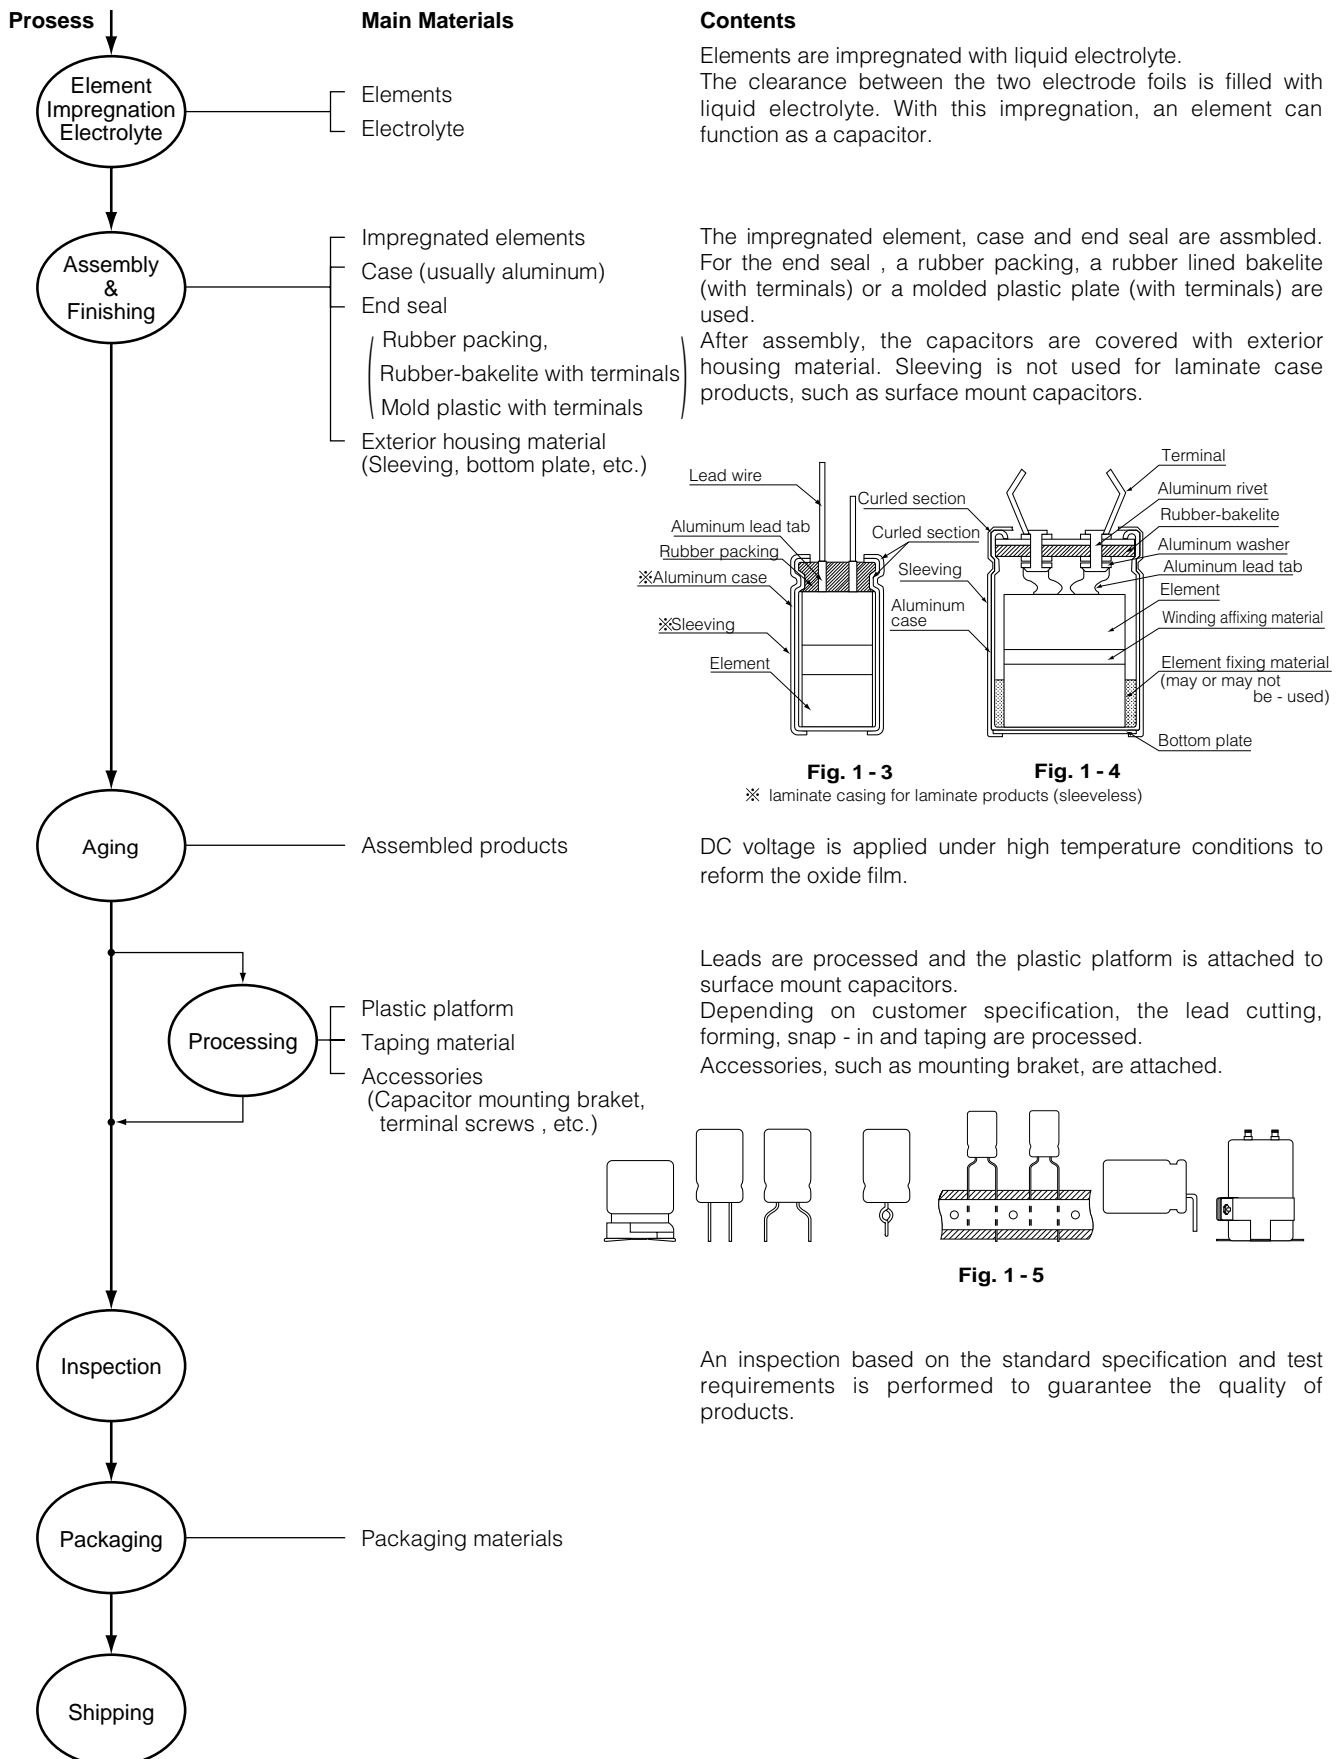 Prosess
Main Materials
Contents
Element
Impregnation
Electrolyte
Elements
Electrolyte
Elements are impregnated with liquid electrolyte.
The clearance between the two electrode foils is filled with
liquid electrolyte. With this impregnation, an element can
function as a capacitor.
Assembly
&
Finishing
Impregnated elements
Case (usually aluminum)
End seal
Rubber packing,
Rubber-bakelite with terminals
Mold plastic with terminals
Exterior housing material
(Sleeving, bottom plate, etc.)
The impregnated element, case and end seal are assmbled.
For the end seal , a rubber packing, a rubber lined bakelite
(with terminals) or a molded plastic plate (with terminals) are
used.
After assembly, the capacitors are covered with exterior
housing material. Sleeving is not used for laminate case
products, such as surface mount capacitors.
Lead wire
Aluminum lead tab
Rubber packing
※Aluminum case
※Sleeving
Element
Curled section
Curled section
Sleeving
Aluminum
case
Terminal
Aluminum rivet
Rubber-bakelite
Aluminum washer
Aluminum lead tab
Element
Winding affixing material
Element fixing material
(may or may not
be - used)
Bottom plate
Fig. 1 - 3
Fig. 1 - 4
※ laminate casing for laminate products (sleeveless)
Aging
Assembled products
DC voltage is applied under high temperature conditions to
reform the oxide film.
Processing
Plastic platform
Taping material
Accessories
(Capacitor mounting braket,
terminal screws , etc.)
Leads are processed and the plastic platform is attached to
surface mount capacitors.
Depending on customer specification, the lead cutting,
forming, snap - in and taping are processed.
Accessories, such as mounting braket, are attached.
Fig. 1 - 5
Inspection
An inspection based on the standard specification and test
requirements is performed to guarantee the quality of
products.
Packaging
Packaging materials
Shipping